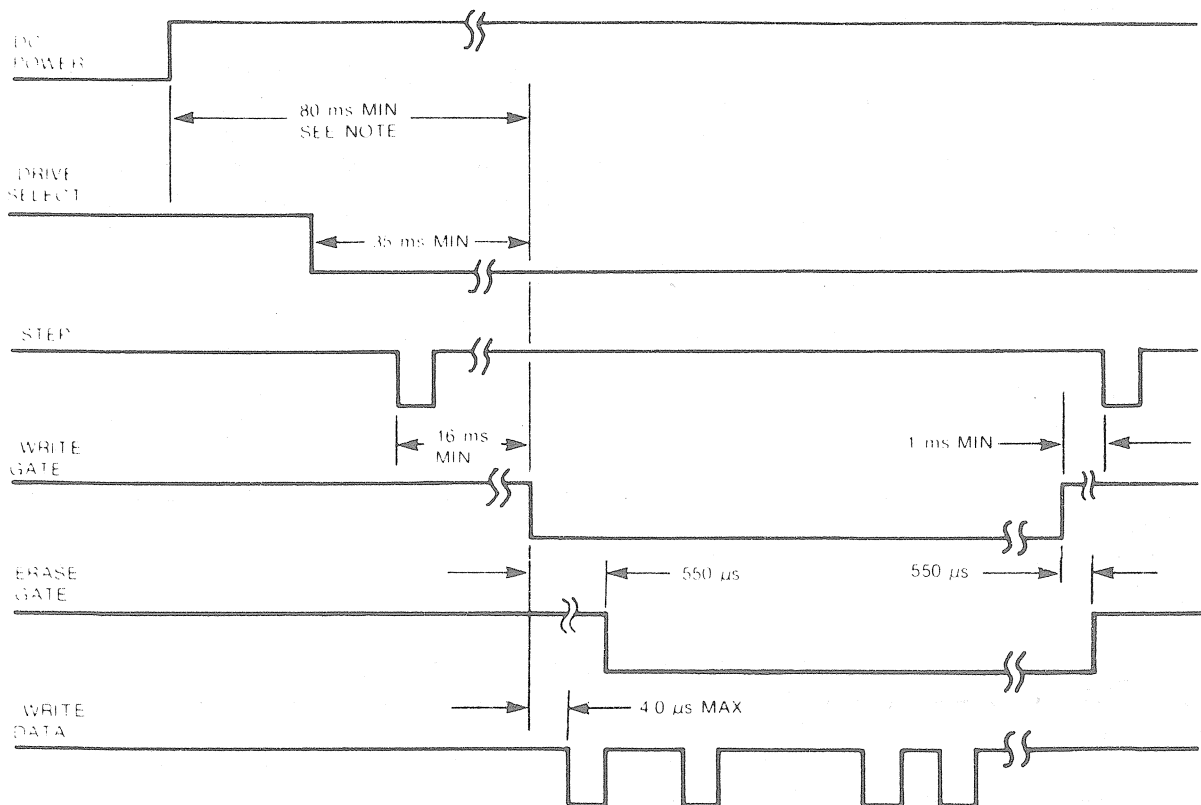 DC
POWER
80 ms MIN
SEE NOTE
DRIVE
SELECT
35 ms MIN
STEP
16 ms
MIN
1 ms MIN
WRITE
GATE
ERASE
GATE
550 µs
550 µs
WRITE
DATA
4.0 µs MAX